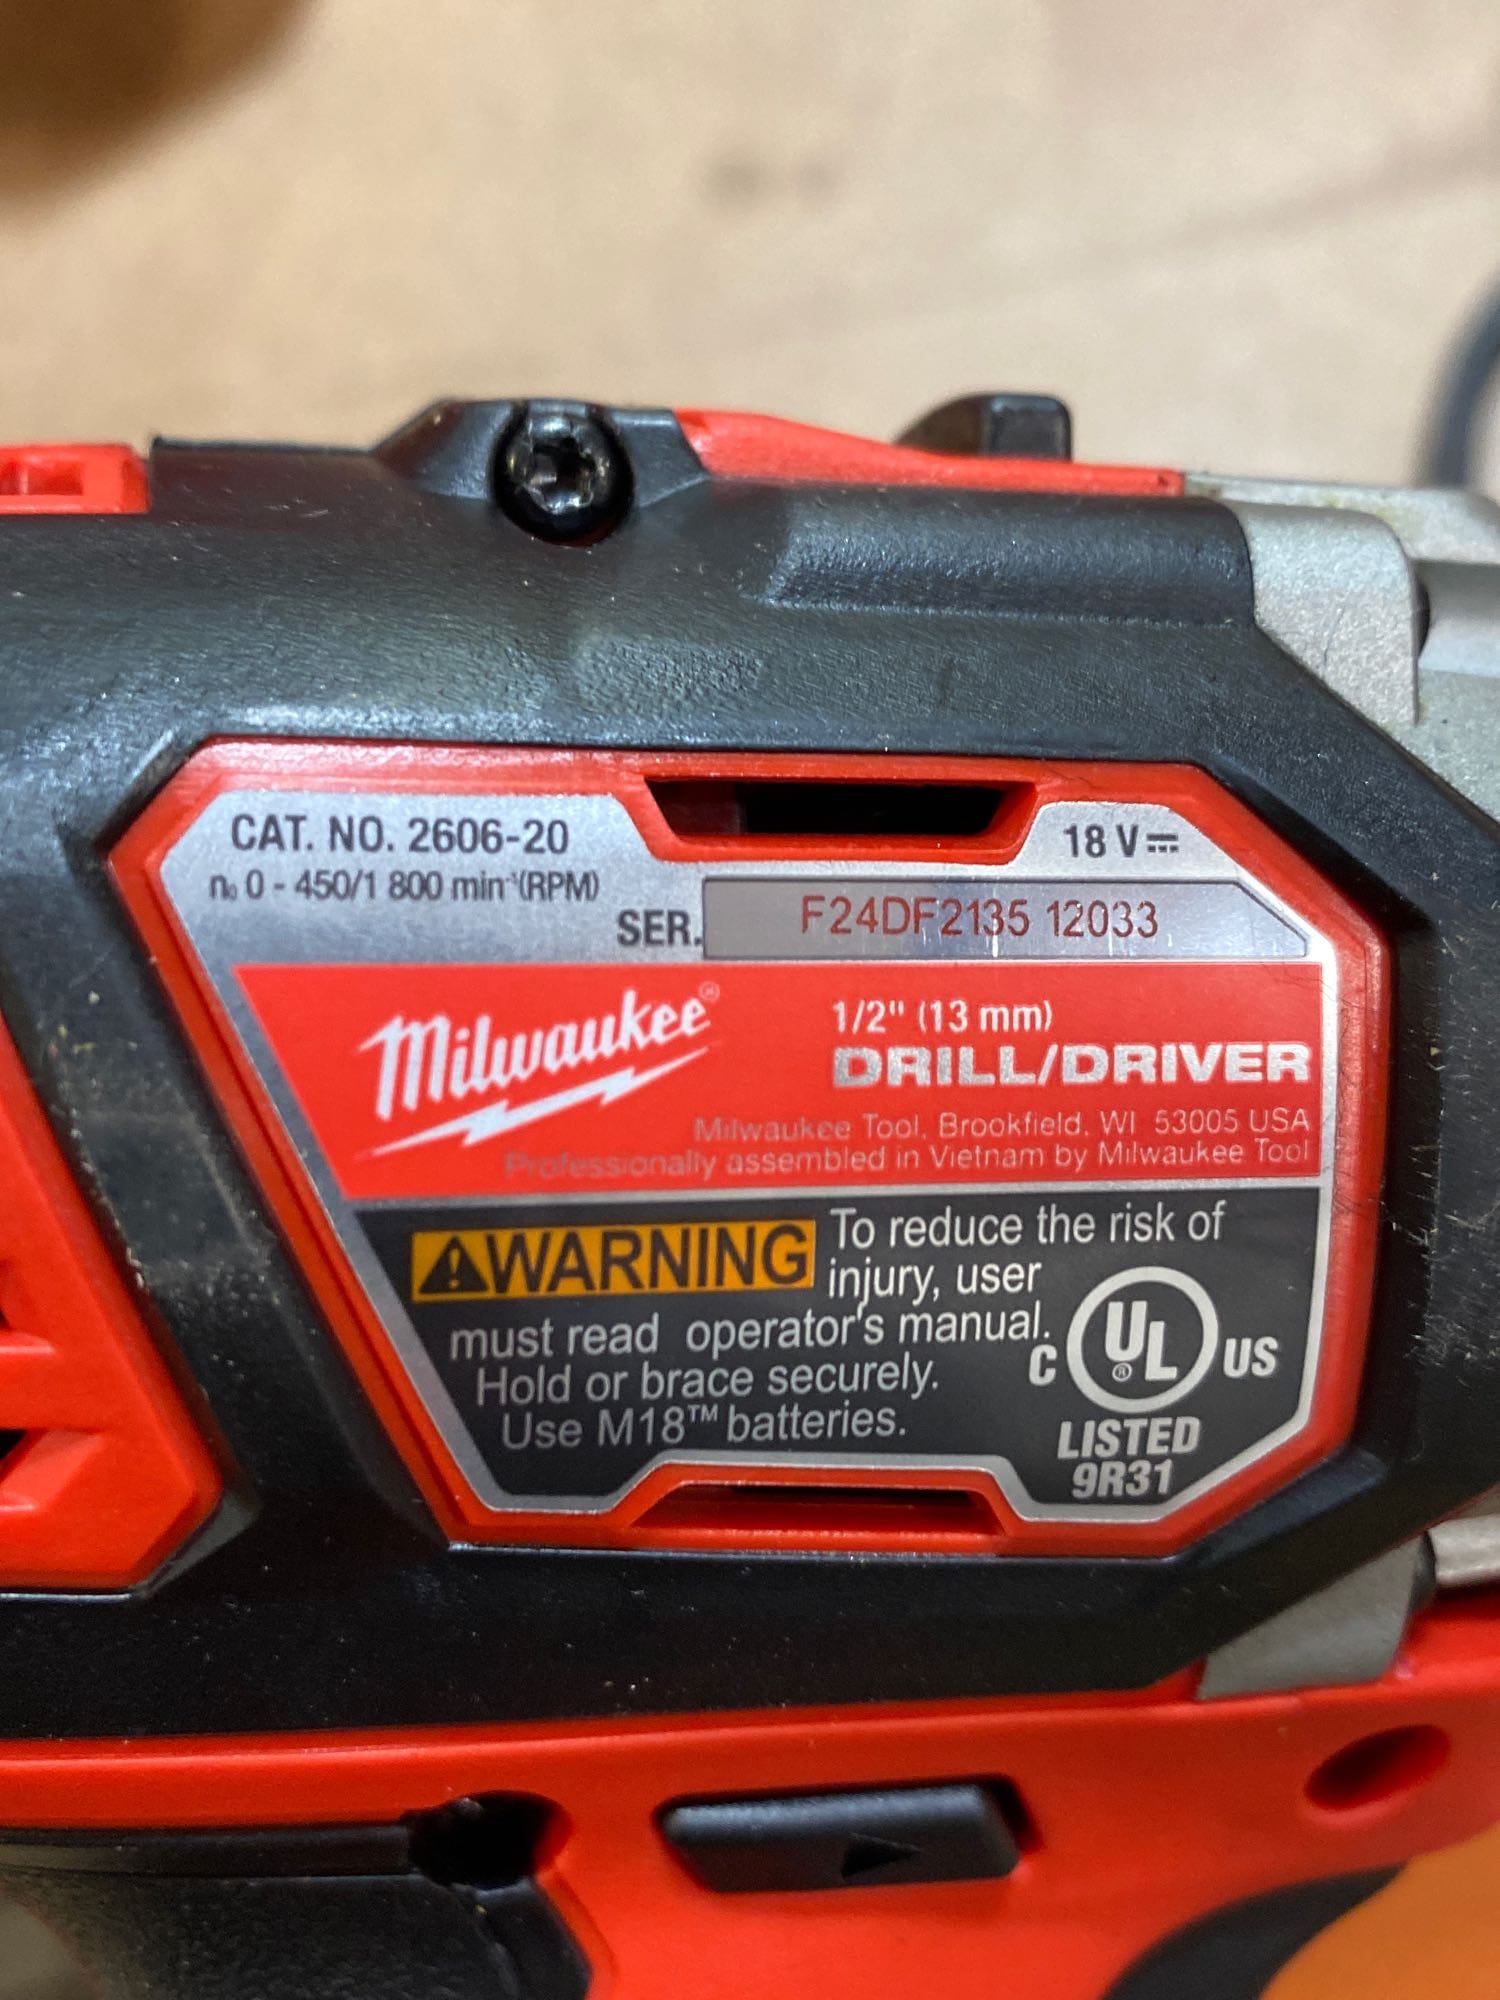 CAT. NO. 2606-20
18 V
n₀ 0 - 450/1 800 min⁻¹(RPM)
SER. F24DF2135 12033
Milwaukee®
1/2" (13 mm)
DRILL/DRIVER
Milwaukee Tool, Brookfield, WI 53005 USA
Professionally assembled in Vietnam by Milwaukee Tool
WARNING To reduce the risk of
injury, user
must read operator's manual.
Hold or brace securely.
Use M18™ batteries.
C UL® US
LISTED
9R31